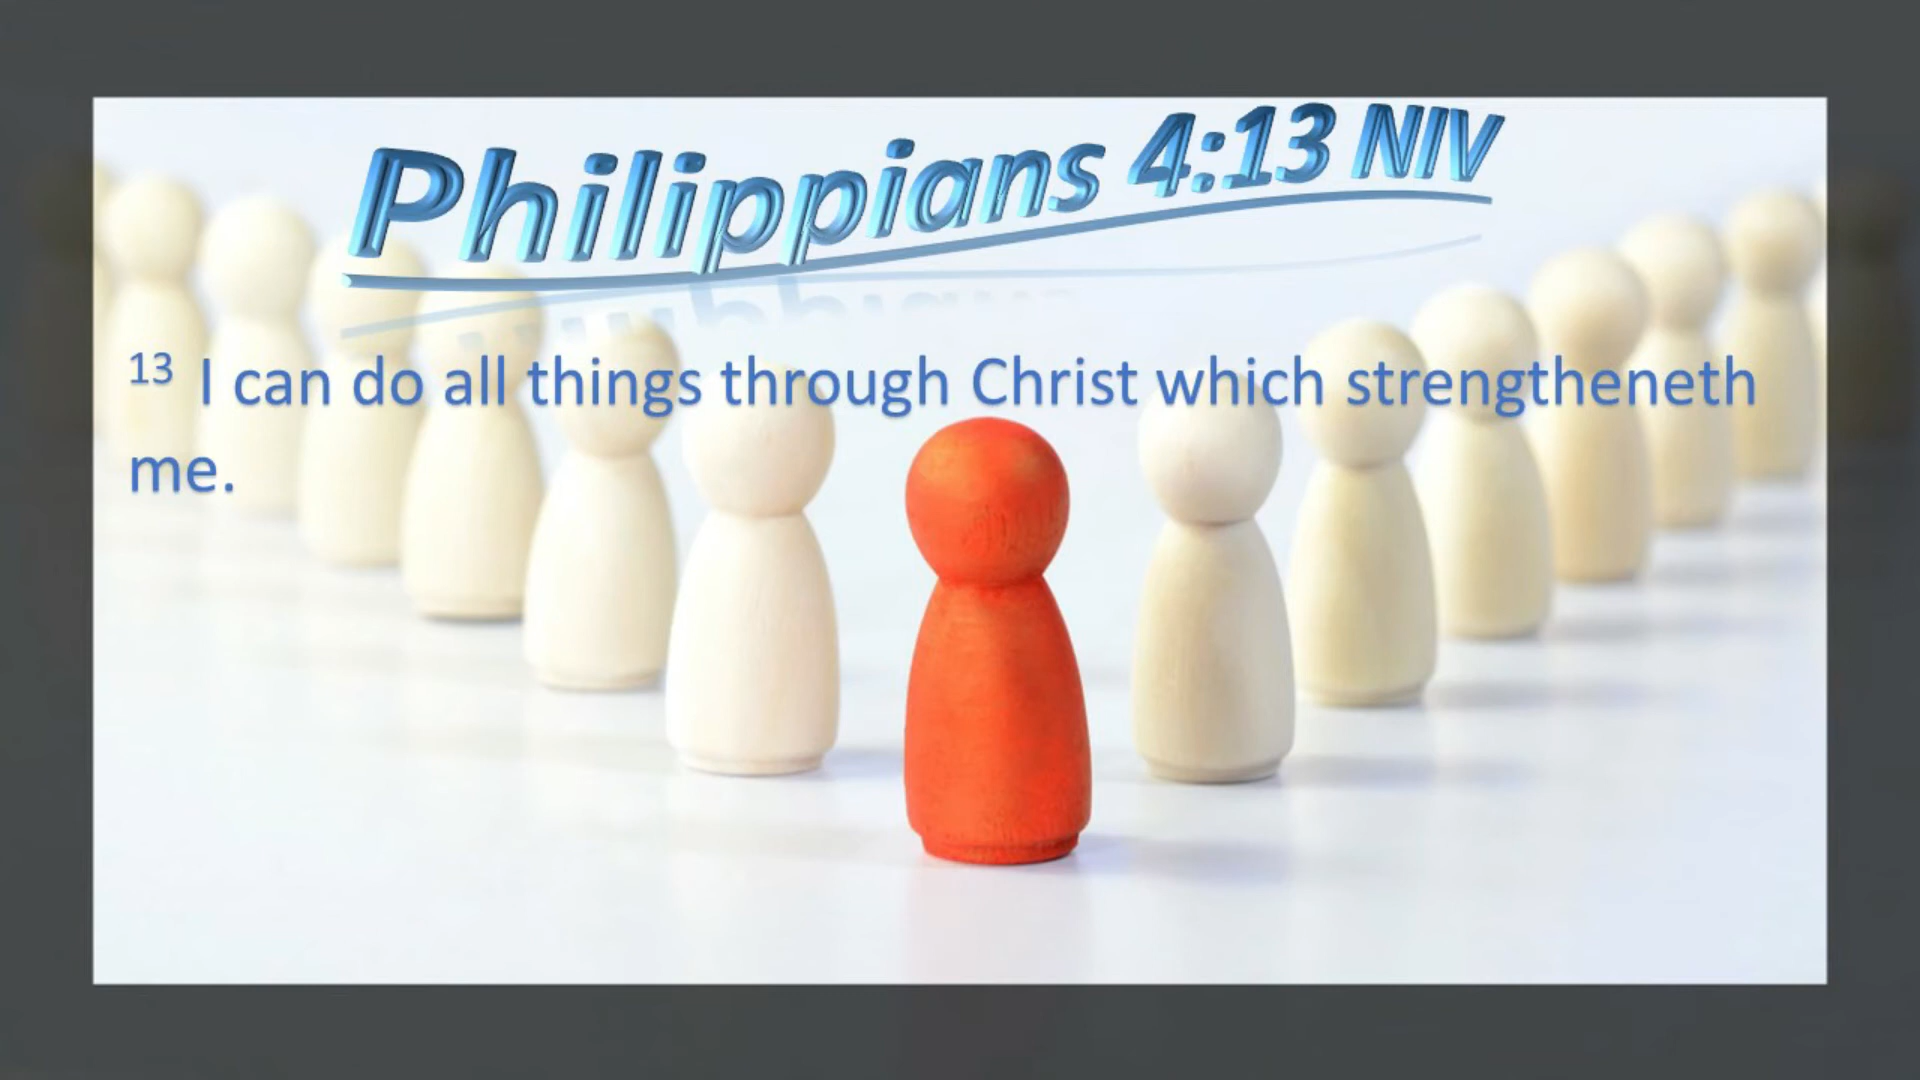 Philippians 4:13 NIV
13 I can do all things through Christ which strengtheneth
me.